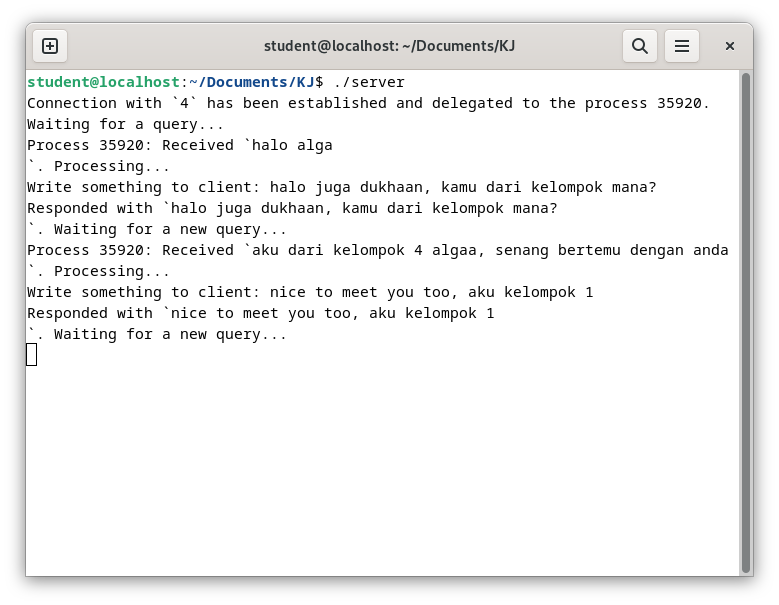 student@localhost: ~/Documents/KJ
student@localhost:~/Documents/KJ$ ./server
Connection with `4` has been established and delegated to the process 35920.
Waiting for a query...
Process 35920: Received `halo alga
`. Processing...
Write something to client: halo juga dukhaan, kamu dari kelompok mana?
Responded with `halo juga dukhaan, kamu dari kelompok mana?
`. Waiting for a new query...
Process 35920: Received `aku dari kelompok 4 algaa, senang bertemu dengan anda
`. Processing...
Write something to client: nice to meet you too, aku kelompok 1
Responded with `nice to meet you too, aku kelompok 1
`. Waiting for a new query...